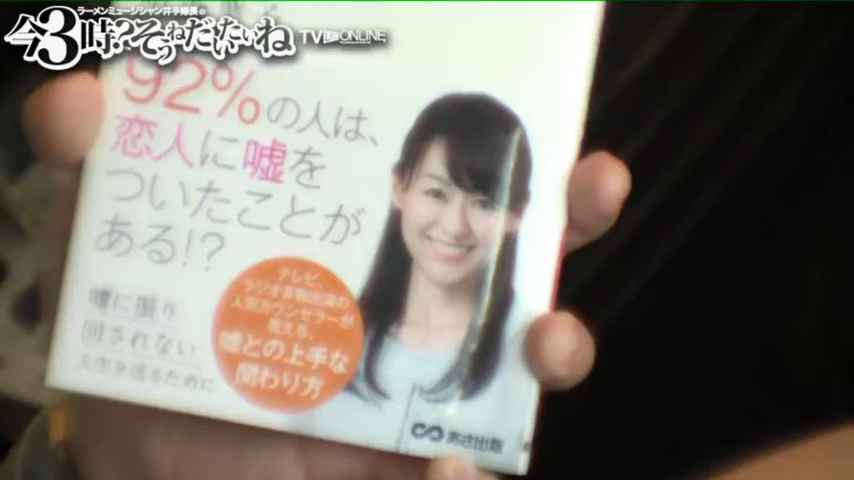 ラーメンミュージシャン井手隊長の
今3時?そうねだいたいね
TV ONLINE
92%の人は、
恋人に嘘を
ついたことが
ある!?
嘘に振り
回されない
人生を送るために
テレビ、
ラジオ多数出演の
人気カウンセラーが
教える、
嘘との上手な
関わり方
あさ出版